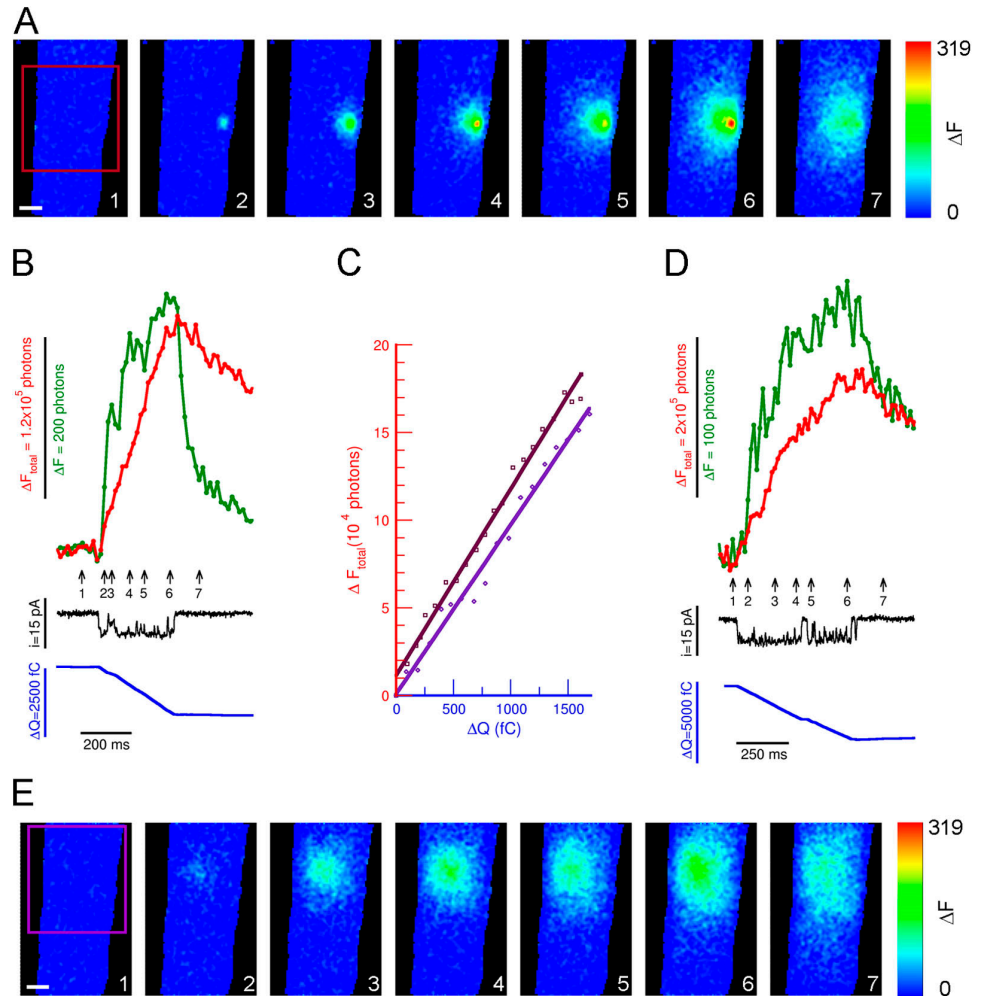 A
1 2 3 4 5 6 7
319
ΔF
0
B
ΔFtotal = 1.2x10⁵ photons
ΔF = 200 photons
1 2 3 4 5 6 7
i=15 pA
ΔQ=2500 fC
200 ms
C
Δ Ftotal(10⁴ photons)
20
15
10
5
0
0 500 1000 1500
ΔQ (fC)
D
ΔFtotal = 2x10⁵ photons
ΔF = 100 photons
1 2 3 4 5 6 7
i=15 pA
ΔQ=5000 fC
250 ms
E
1 2 3 4 5 6 7
319
ΔF
0